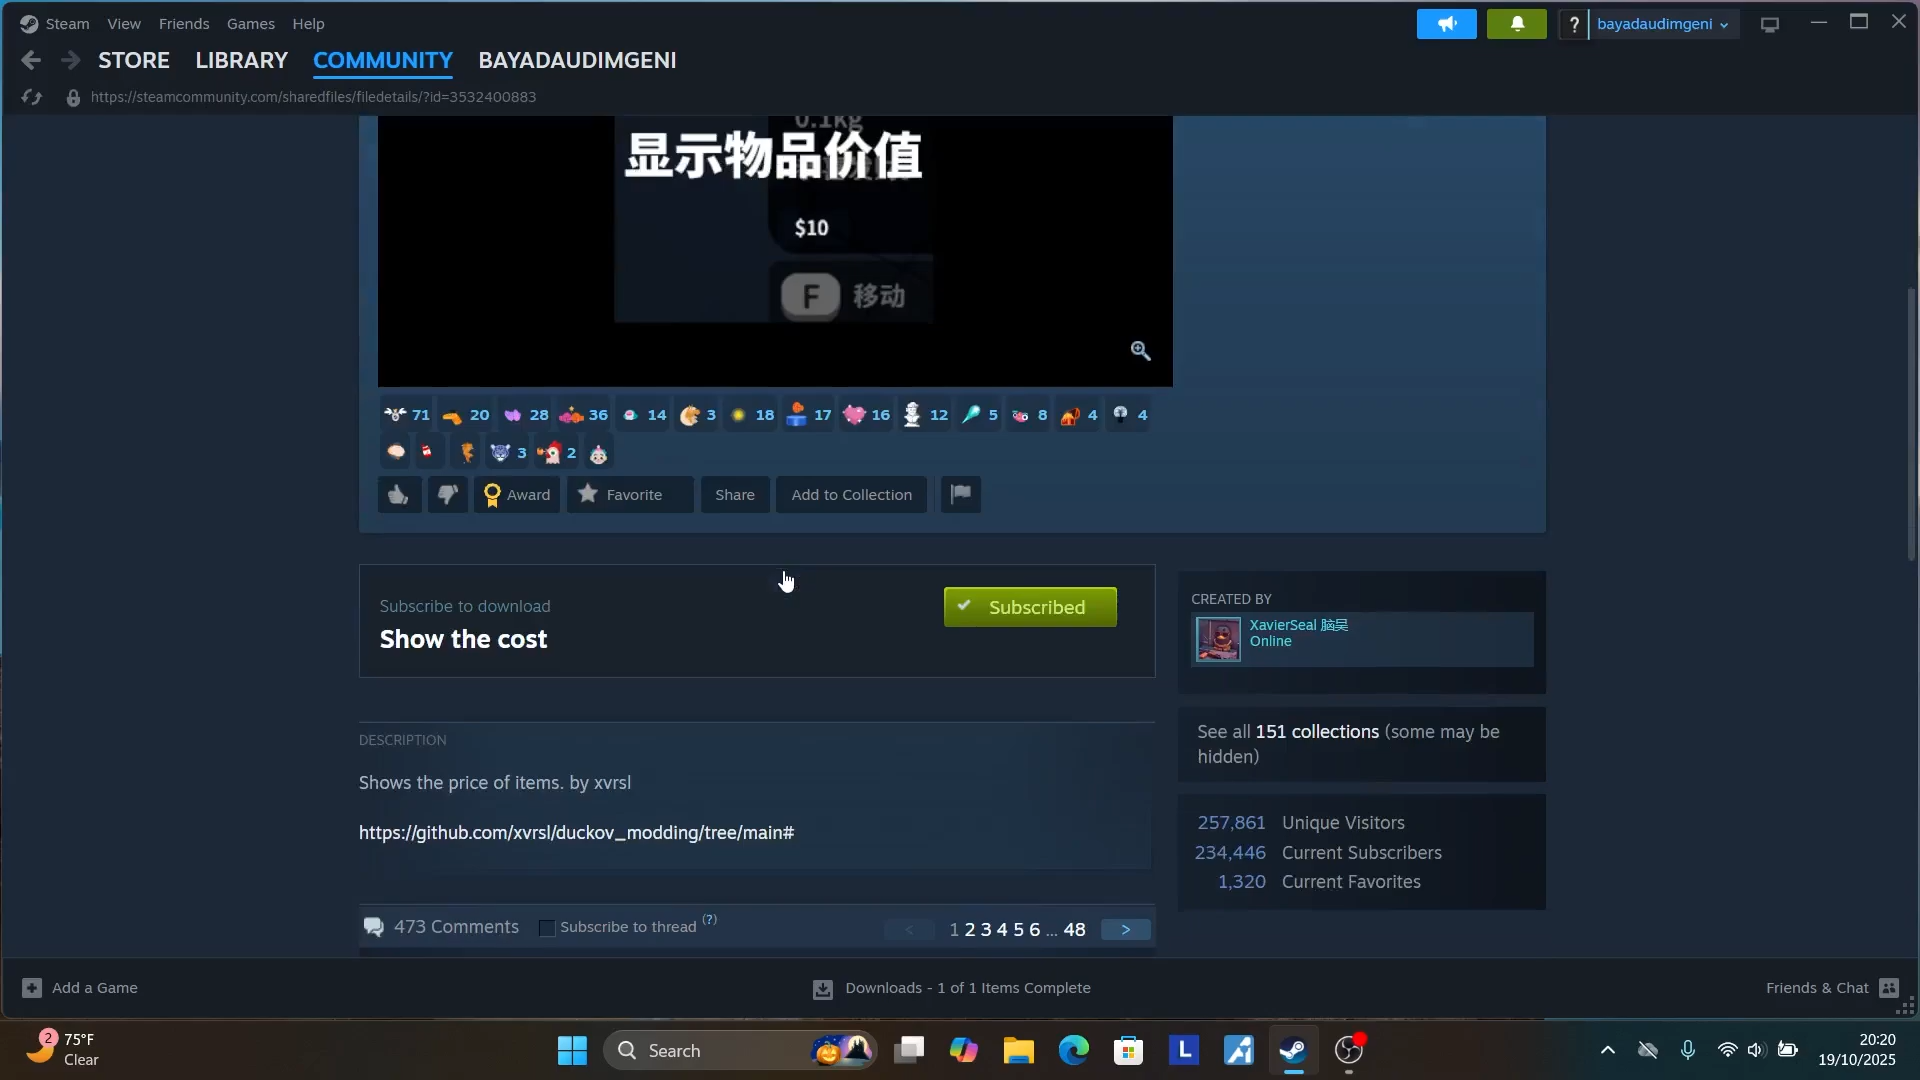 Steam View Friends Games Help
? bayadaudimgeni
STORE LIBRARY COMMUNITY BAYADAUDIMGENI
https://steamcommunity.com/sharedfiles/filedetails/?id=3532400883
0.1kg
显示物品价值
$10
F 移动
71 20 28 36 14 3 18 17 16 12 5 8 4 4
3 2
Award Favorite Share Add to Collection
Subscribe to download
Show the cost
Subscribed
CREATED BY
XavierSeal 脑吴
Online
See all 151 collections (some may be
hidden)
DESCRIPTION
Shows the price of items. by xvrsl
https://github.com/xvrsl/duckov_modding/tree/main#
257,861 Unique Visitors
234,446 Current Subscribers
1,320 Current Favorites
473 Comments Subscribe to thread (?) < 1 2 3 4 5 6 ... 48 >
Add a Game
Downloads - 1 of 1 Items Complete
Friends & Chat
2 75°F
Clear
Search
L
20:20
19/10/2025